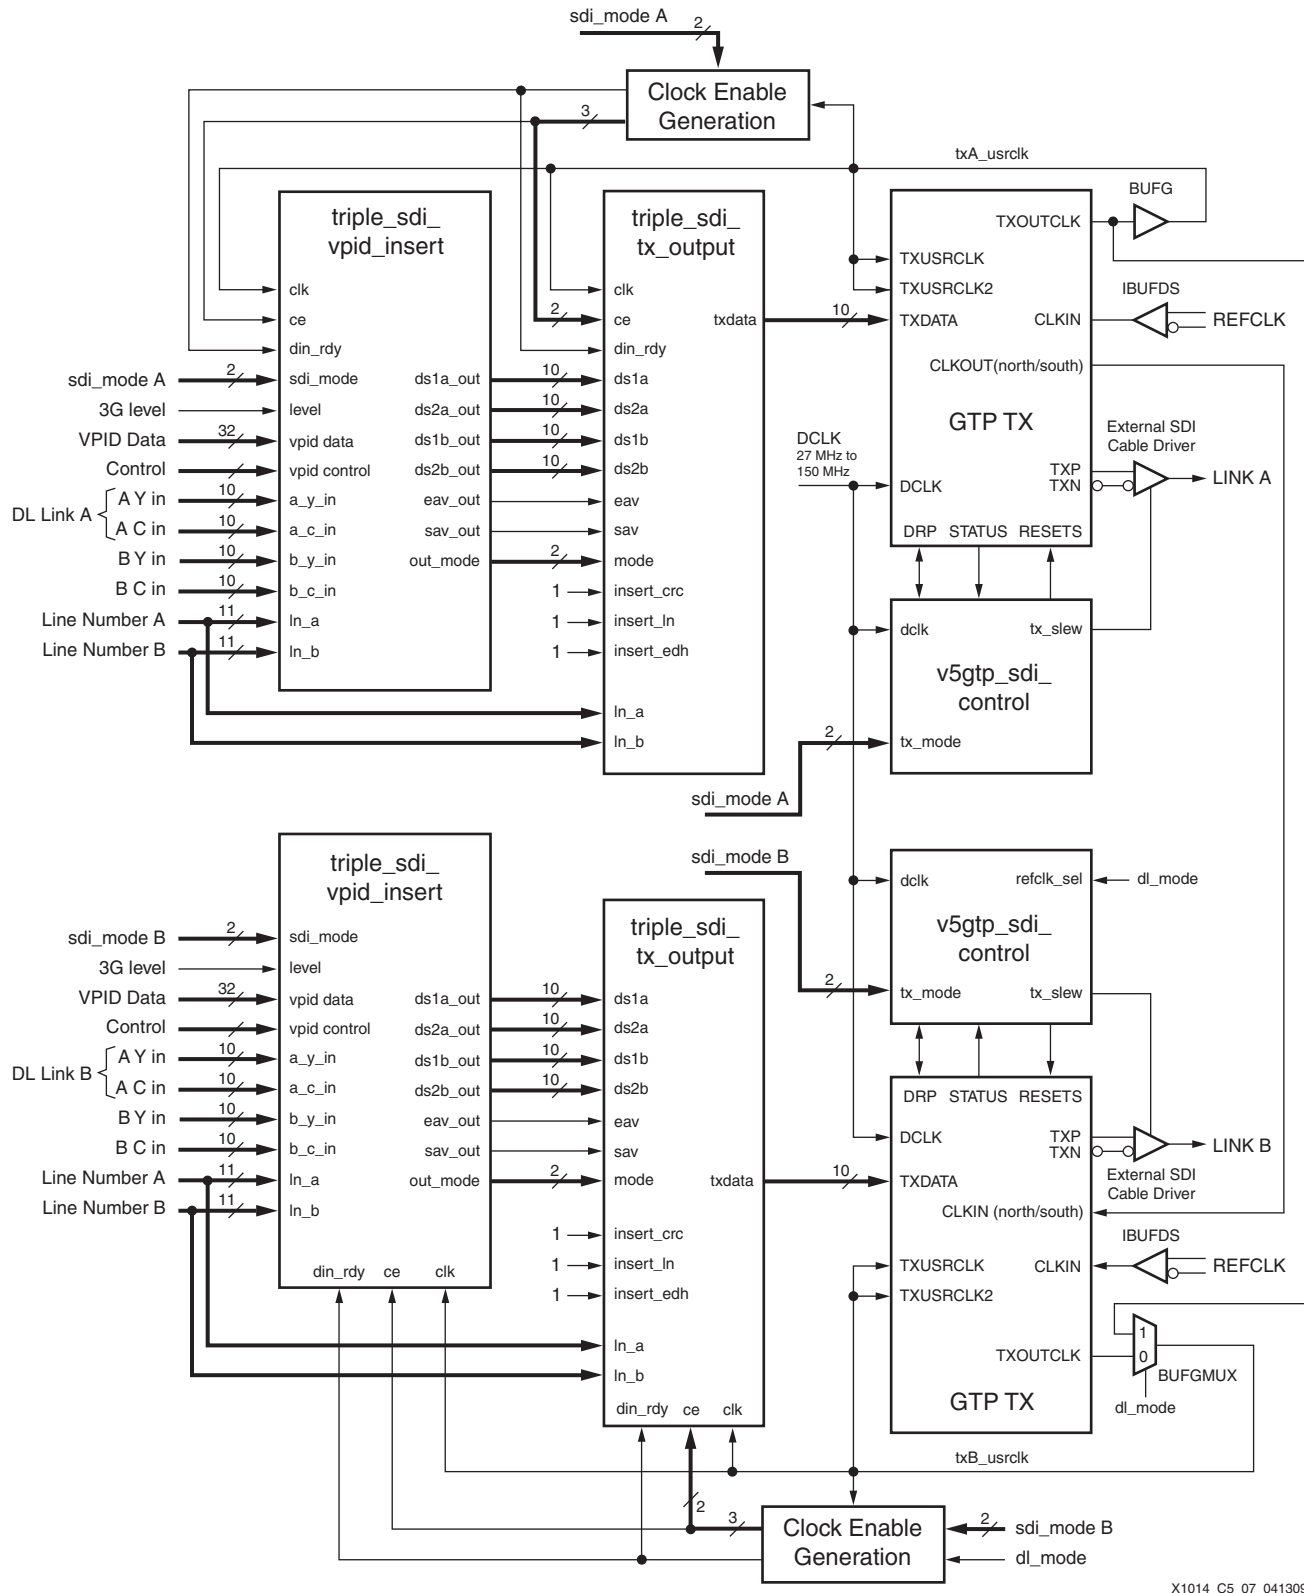 sdi_mode A
2
Clock Enable
Generation
3
txA_usrclk
BUFG
triple_sdi_
vpid_insert
clk
ce
din_rdy
sdi_mode
level
vpid data
vpid control
a_y_in
a_c_in
b_y_in
b_c_in
ln_a
ln_b
ds1a_out
ds2a_out
ds1b_out
ds2b_out
eav_out
sav_out
out_mode
sdi_mode A
2
3G level
VPID Data
32
Control
DL Link A
A Y in
10
A C in
10
B Y in
10
B C in
10
Line Number A
11
Line Number B
11
10
10
10
10
2
triple_sdi_
tx_output
clk
2
ce
din_rdy
ds1a
ds2a
ds1b
ds2b
eav
sav
mode
1
insert_crc
1
insert_ln
1
insert_edh
ln_a
ln_b
txdata
10
TXOUTCLK
TXUSRCLK
TXUSRCLK2
TXDATA
CLKIN
IBUFDS
REFCLK
CLKOUT(north/south)
GTP TX
DCLK
27 MHz to
150 MHz
DCLK
TXP
TXN
External SDI
Cable Driver
LINK A
DRP
STATUS
RESETS
dclk
tx_slew
v5gtp_sdi_
control
2
tx_mode
sdi_mode A
sdi_mode B
triple_sdi_
vpid_insert
sdi_mode
level
vpid data
vpid control
a_y_in
a_c_in
b_y_in
b_c_in
ln_a
ln_b
ds1a_out
ds2a_out
ds1b_out
ds2b_out
eav_out
sav_out
out_mode
din_rdy
ce
clk
sdi_mode B
2
3G level
VPID Data
32
Control
DL Link B
A Y in
10
A C in
10
B Y in
10
B C in
10
Line Number A
11
Line Number B
11
10
10
10
10
2
triple_sdi_
tx_output
ds1a
ds2a
ds1b
ds2b
eav
sav
mode
1
insert_crc
1
insert_ln
1
insert_edh
ln_a
ln_b
din_rdy
ce
clk
txdata
10
dclk
refclk_sel
dl_mode
v5gtp_sdi_
control
2
tx_mode
tx_slew
DRP
STATUS
RESETS
DCLK
TXP
TXN
LINK B
External SDI
Cable Driver
TXDATA
CLKIN (north/south)
IBUFDS
TXUSRCLK
CLKIN
REFCLK
TXUSRCLK2
TXOUTCLK
1
0
BUFGMUX
dl_mode
GTP TX
txB_usrclk
2
3
Clock Enable
Generation
2
sdi_mode B
dl_mode
X1014_C5_07_041309